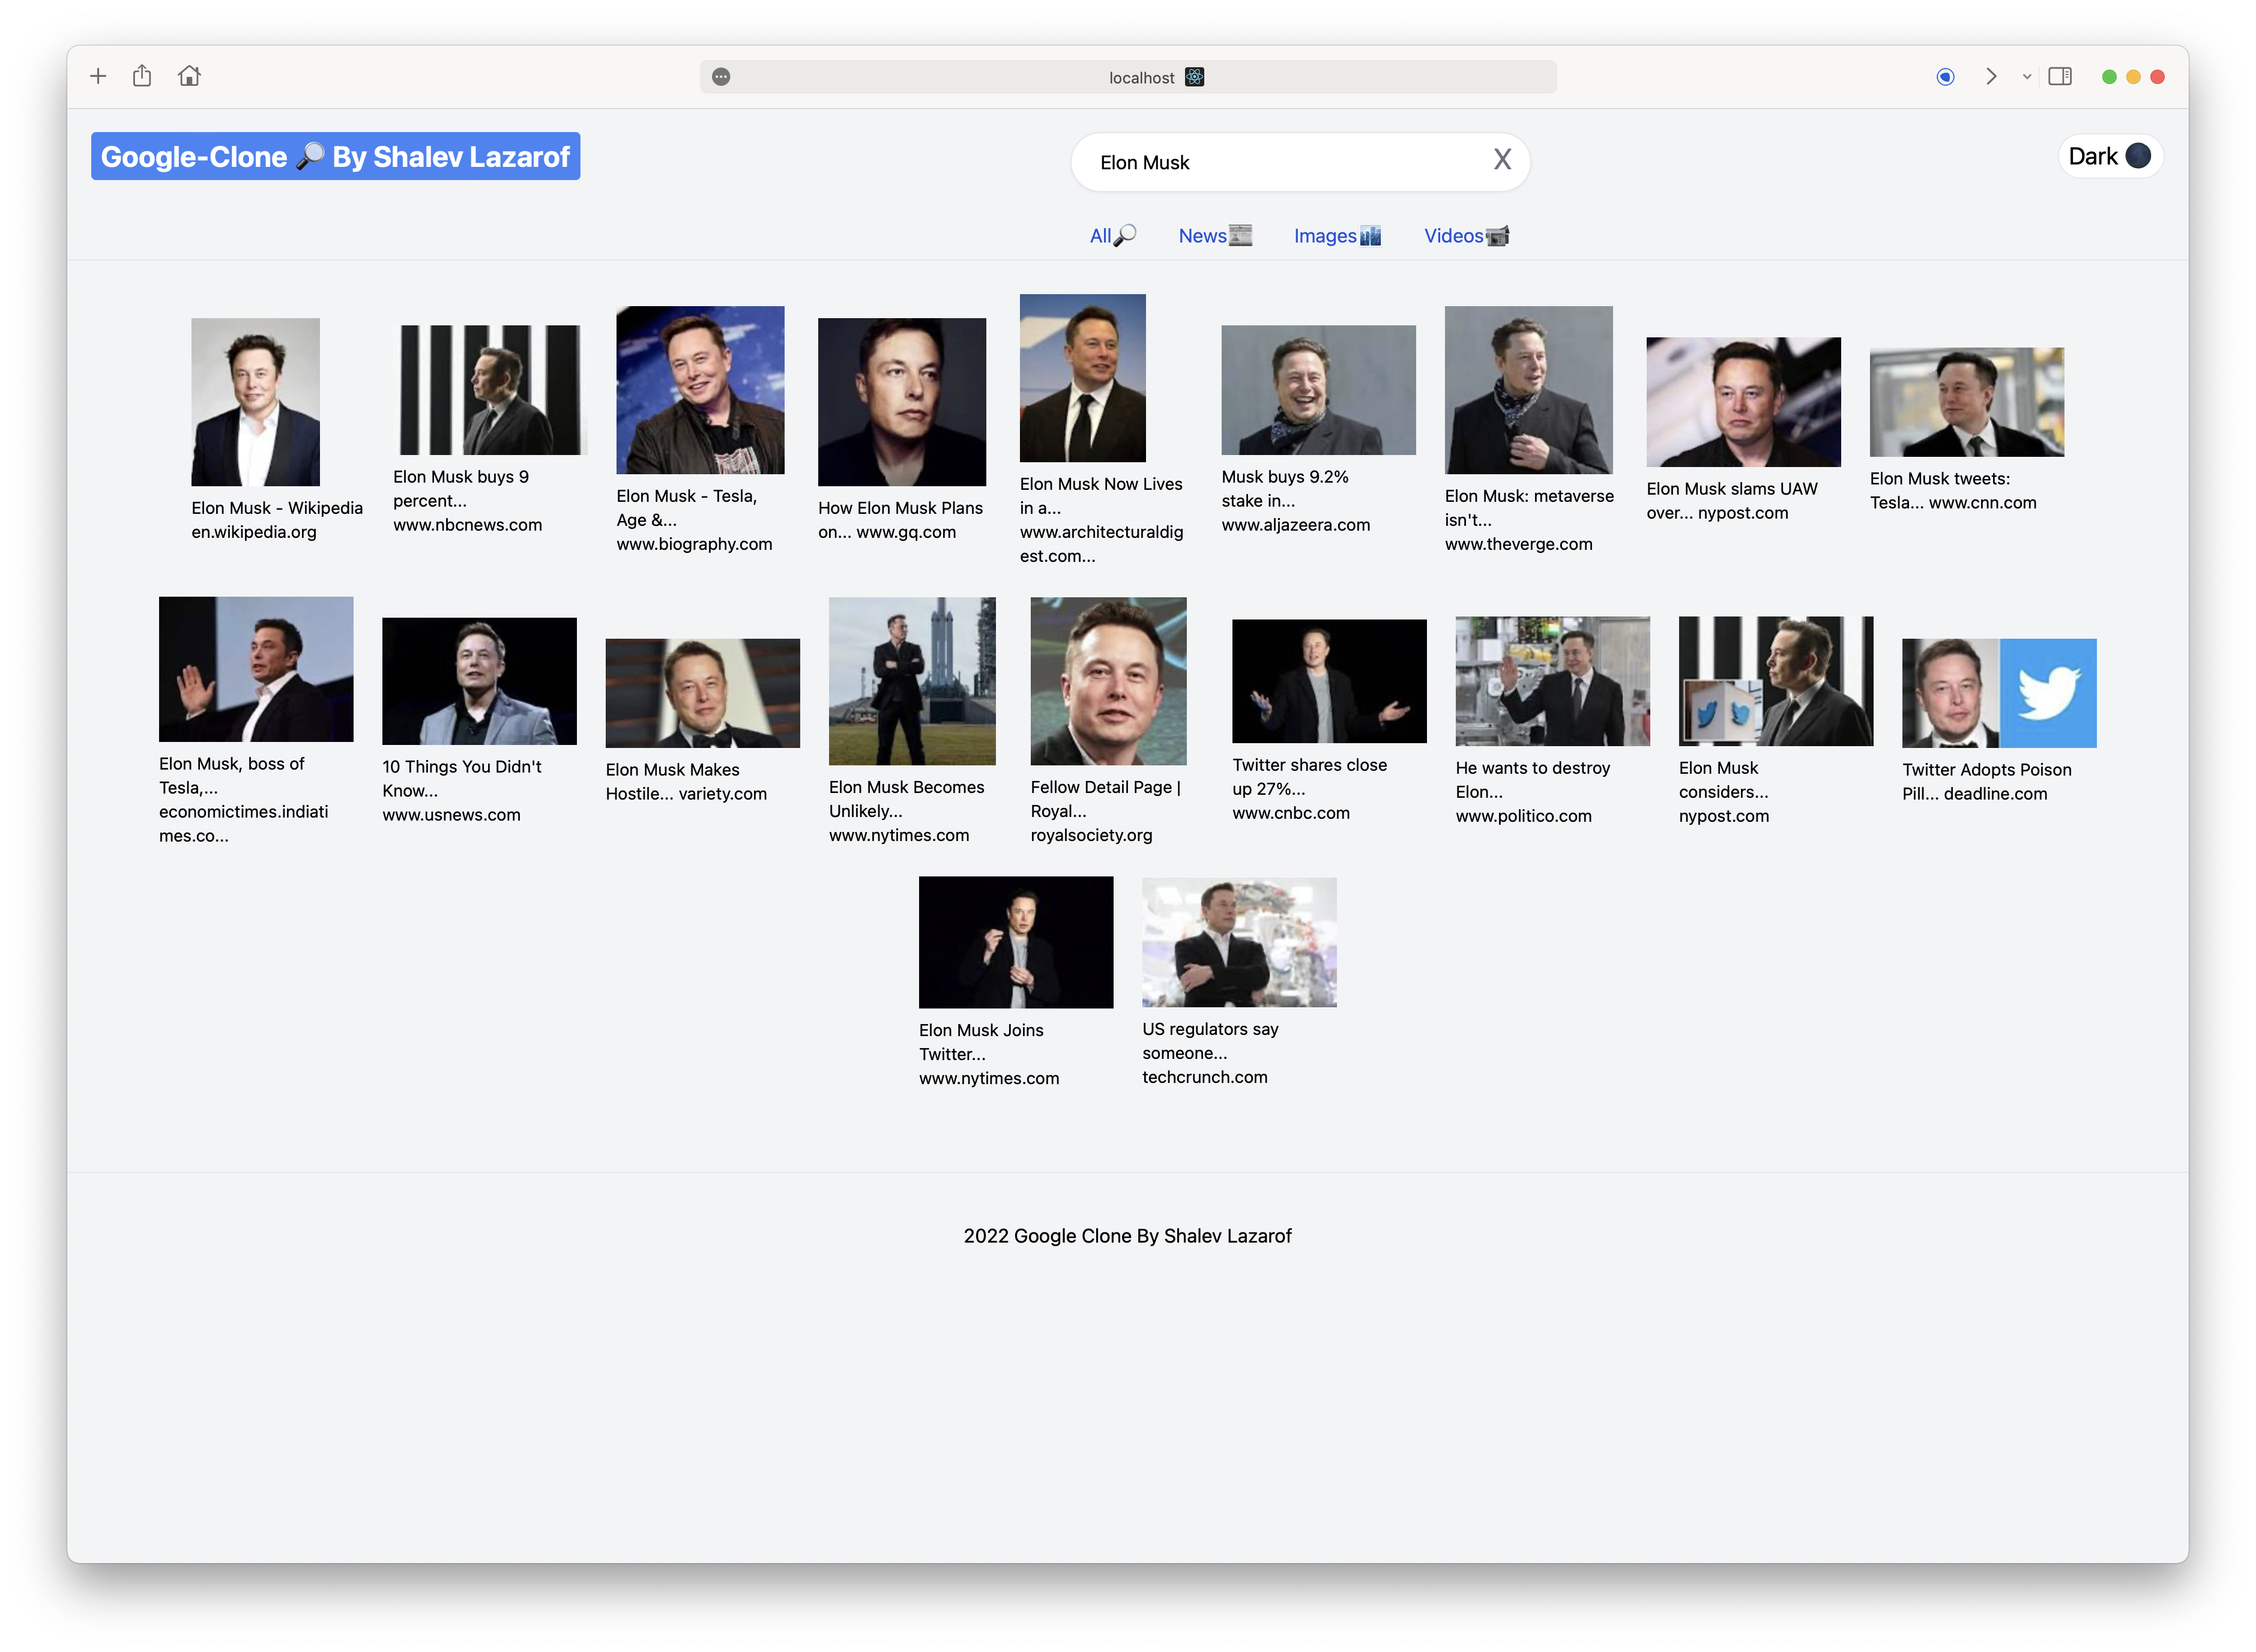 localhost
Google-Clone 🔎 By Shalev Lazarof
Elon Musk
X
Dark 🌑
All🔎
News📰
Images🏙
Videos📹
Elon Musk - Wikipedia
en.wikipedia.org
Elon Musk buys 9
percent...
www.nbcnews.com
Elon Musk - Tesla,
Age &...
www.biography.com
How Elon Musk Plans
on... www.gq.com
Elon Musk Now Lives
in a...
www.architecturaldig
est.com...
Musk buys 9.2%
stake in...
www.aljazeera.com
Elon Musk: metaverse
isn't...
www.theverge.com
Elon Musk slams UAW
over... nypost.com
Elon Musk tweets:
Tesla... www.cnn.com
Elon Musk, boss of
Tesla,...
economictimes.indiati
mes.co...
10 Things You Didn't
Know...
www.usnews.com
Elon Musk Makes
Hostile... variety.com
Elon Musk Becomes
Unlikely...
www.nytimes.com
Fellow Detail Page |
Royal...
royalsociety.org
Twitter shares close
up 27%...
www.cnbc.com
He wants to destroy
Elon...
www.politico.com
Elon Musk
considers...
nypost.com
Twitter Adopts Poison
Pill... deadline.com
Elon Musk Joins
Twitter...
www.nytimes.com
US regulators say
someone...
techcrunch.com
2022 Google Clone By Shalev Lazarof